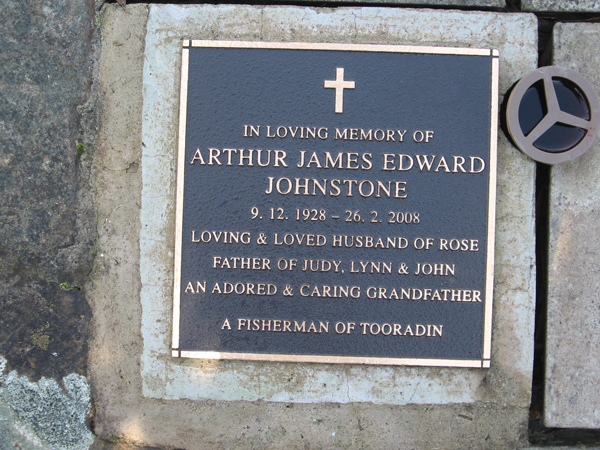 IN LOVING MEMORY OF
ARTHUR JAMES EDWARD
JOHNSTONE
9. 12. 1928 – 26. 2. 2008
LOVING & LOVED HUSBAND OF ROSE
FATHER OF JUDY, LYNN & JOHN
AN ADORED & CARING GRANDFATHER
A FISHERMAN OF TOORADIN